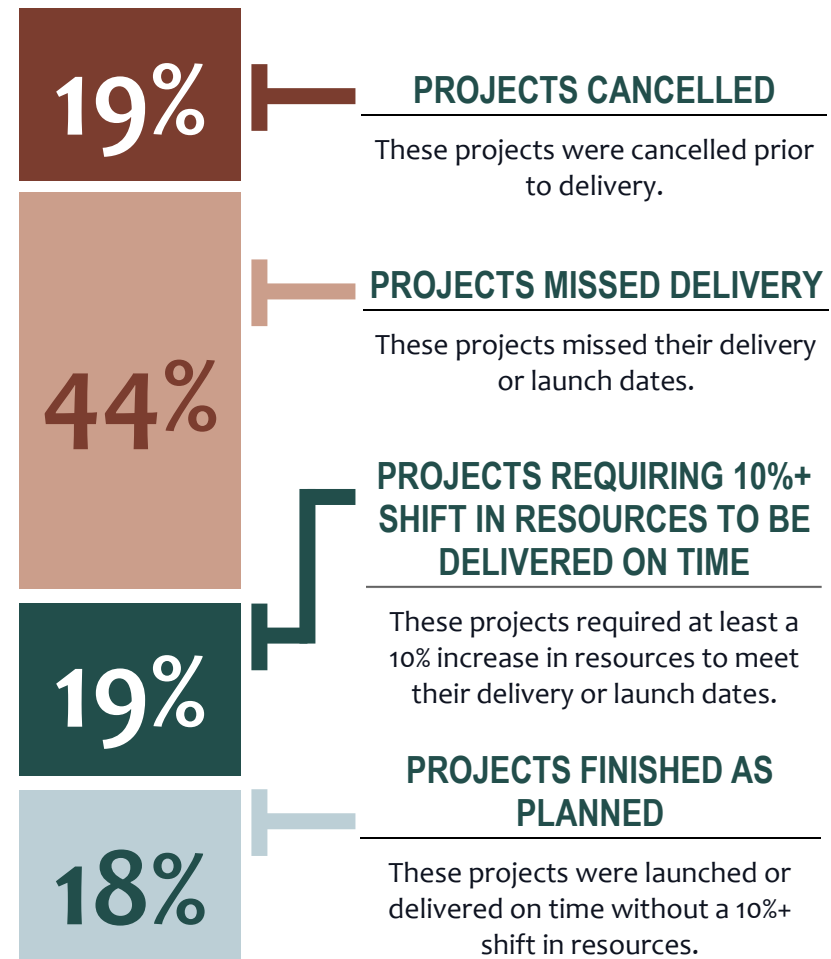 19%
PROJECTS CANCELLED
These projects were cancelled prior
to delivery.
44%
PROJECTS MISSED DELIVERY
These projects missed their delivery
or launch dates.
19%
PROJECTS REQUIRING 10%+
SHIFT IN RESOURCES TO BE
DELIVERED ON TIME
These projects required at least a
10% increase in resources to meet
their delivery or launch dates.
18%
PROJECTS FINISHED AS
PLANNED
These projects were launched or
delivered on time without a 10%+
shift in resources.